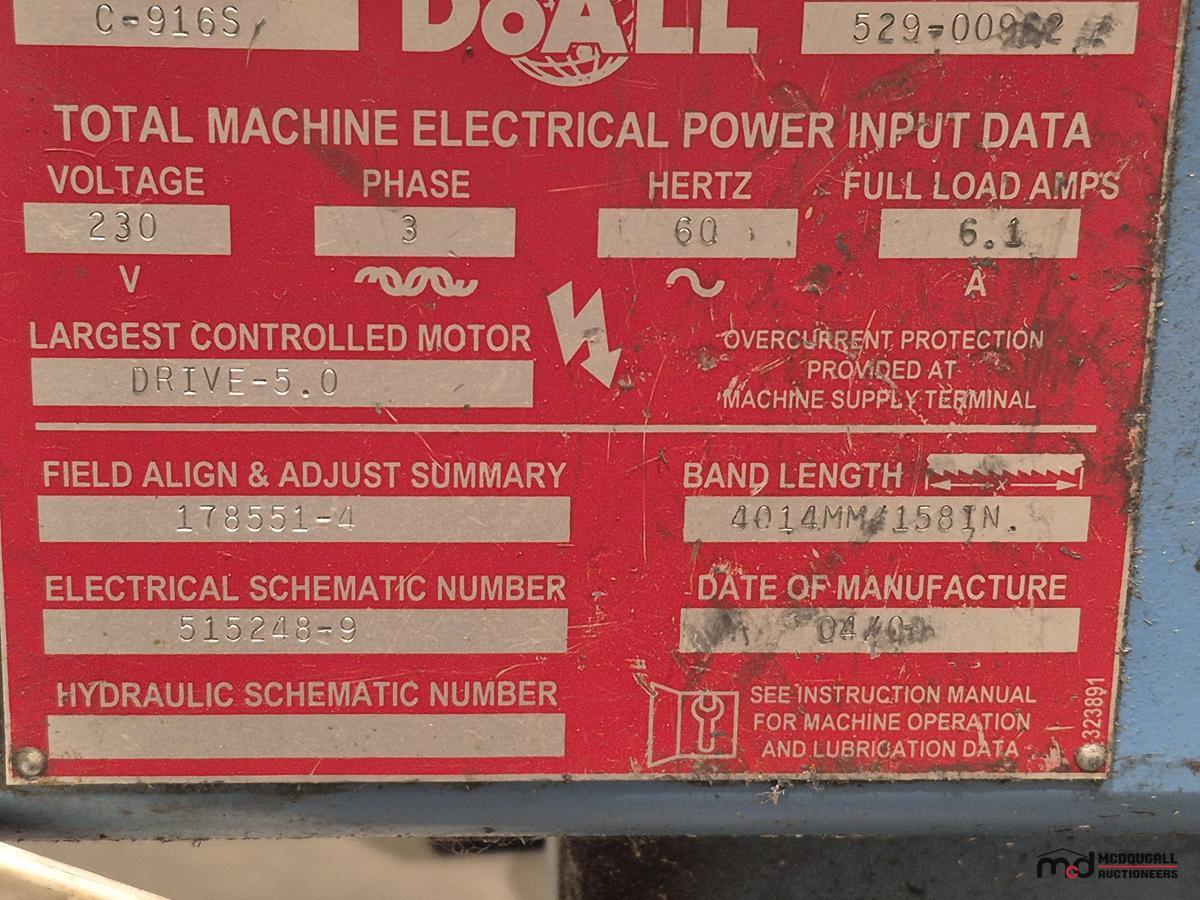 C-916S
DOALL
TOTAL MACHINE ELECTRICAL POWER INPUT DATA
VOLTAGE PHASE HERTZ FULL LOAD AMPS
230 3 60 6.1
V A
LARGEST CONTROLLED MOTOR
DRIVE-5.0
OVERCURRENT PROTECTION
PROVIDED AT
MACHINE SUPPLY TERMINAL
FIELD ALIGN & ADJUST SUMMARY
178551-4
BAND LENGTH
X
4014MM/158IN.
ELECTRICAL SCHEMATIC NUMBER
515248-9
DATE OF MANUFACTURE
HYDRAULIC SCHEMATIC NUMBER
SEE INSTRUCTION MANUAL
FOR MACHINE OPERATION
AND LUBRICATION DATA
323891
mcd MCDOUGALL
AUCTIONEERS